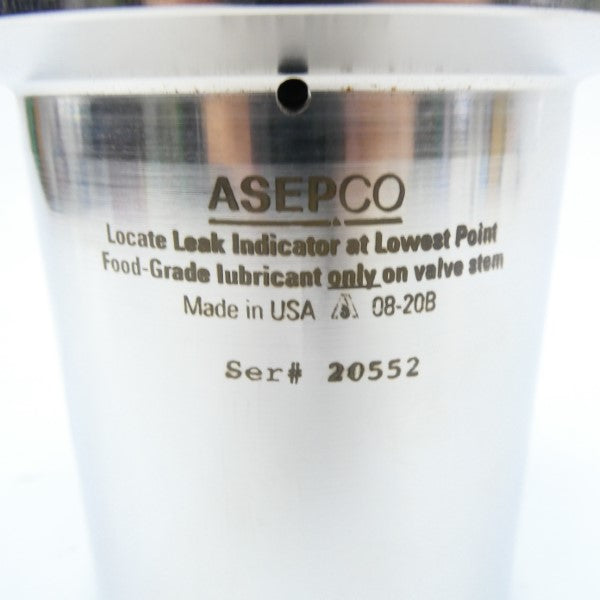 ASEPCO
Locate Leak Indicator at Lowest Point
Food-Grade lubricant only on valve stem
Made in USA 08-20B
Ser# 20552